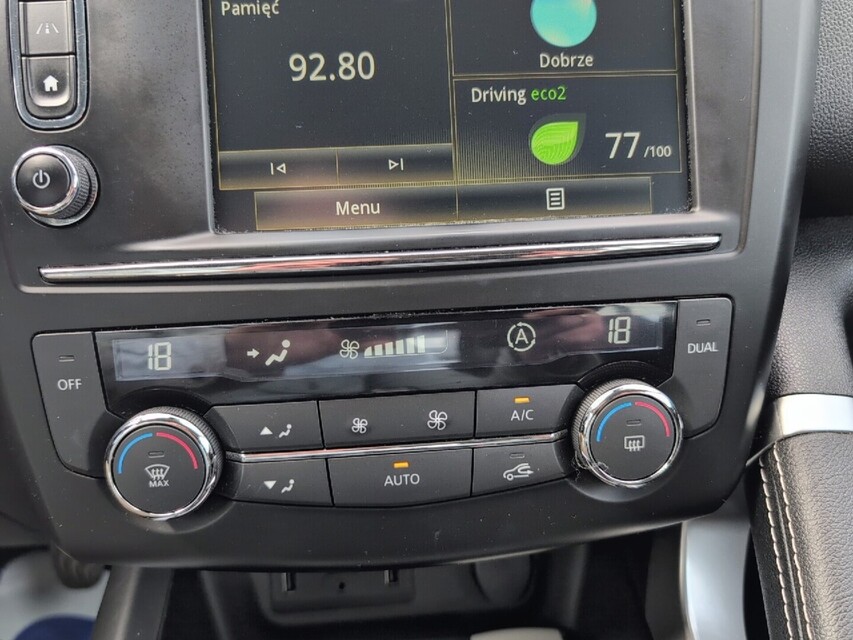 Pamięć
92.80
Dobrze
Driving eco2
77 /100
Menu
18
A
18
OFF
DUAL
A/C
MAX
AUTO